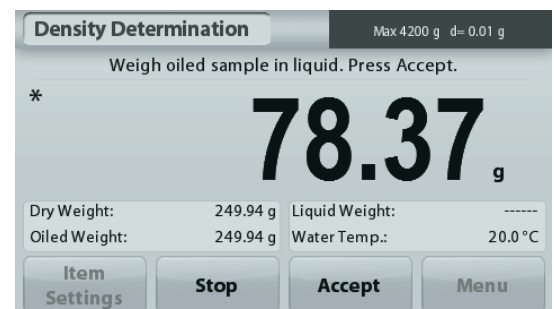 Density Determination
Max 4200 g d= 0.01 g
Weigh oiled sample in liquid. Press Accept.
* 78.37 g
Dry Weight: 249.94 g Liquid Weight: ------
Oiled Weight: 249.94 g Water Temp.: 20.0 °C
Item Settings
Stop
Accept
Menu